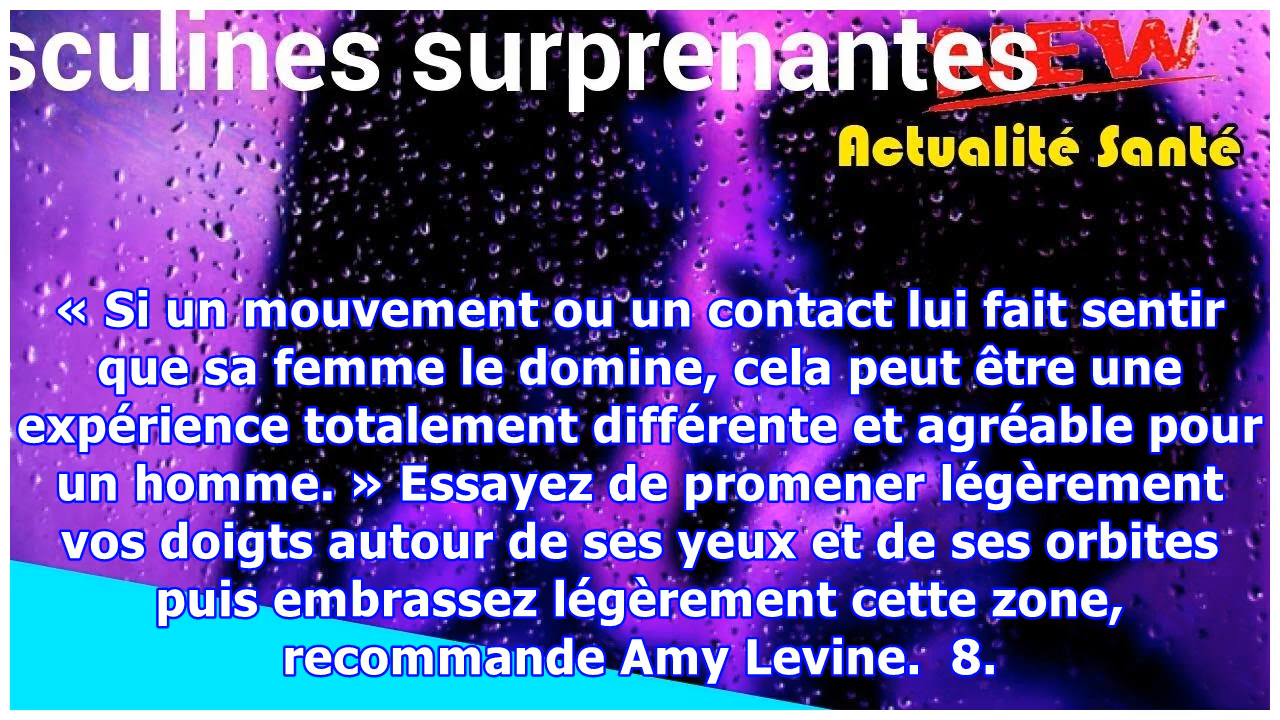 sculines surprenantes
NEW
Actualité Santé
« Si un mouvement ou un contact lui fait sentir
que sa femme le domine, cela peut être une
expérience totalement différente et agréable pour
un homme. » Essayez de promener légèrement
vos doigts autour de ses yeux et de ses orbites
puis embrassez légèrement cette zone,
recommande Amy Levine.  8.